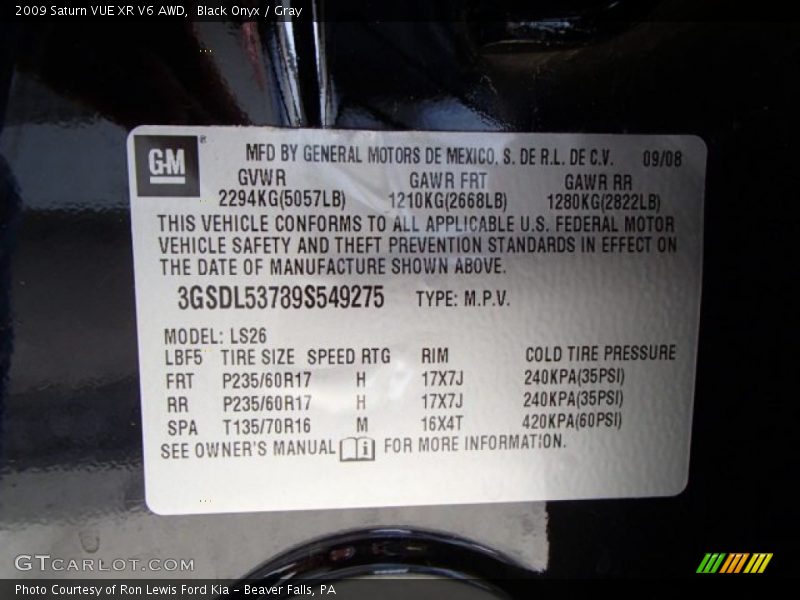 2009 Saturn VUE XR V6 AWD, Black Onyx / Gray
GM ® MFD BY GENERAL MOTORS DE MEXICO, S. DE R.L. DE C.V. 09/08
GVWR GAWR FRT GAWR RR
2294KG(5057LB) 1210KG(2668LB) 1280KG(2822LB)
THIS VEHICLE CONFORMS TO ALL APPLICABLE U.S. FEDERAL MOTOR
VEHICLE SAFETY AND THEFT PREVENTION STANDARDS IN EFFECT ON
THE DATE OF MANUFACTURE SHOWN ABOVE.
3GSDL53789S549275 TYPE: M.P.V.
MODEL: LS26
LBF5 TIRE SIZE SPEED RTG RIM COLD TIRE PRESSURE
FRT P235/60R17 H 17X7J 240KPA(35PSI)
RR P235/60R17 H 17X7J 240KPA(35PSI)
SPA T135/70R16 M 16X4T 420KPA(60PSI)
SEE OWNER'S MANUAL i FOR MORE INFORMATION.
GTCARLOT.COM
Photo Courtesy of Ron Lewis Ford Kia - Beaver Falls, PA